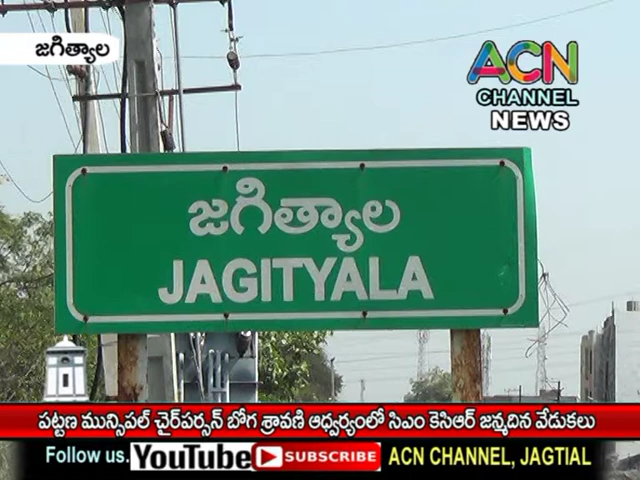 జగిత్యాల
ACN
CHANNEL
NEWS
జగిత్యాల
JAGITYALA
పట్టణ మున్సిపల్ ఛైర్‌పర్సన్ బోగ శ్రావణి ఆధ్వర్యంలో సిఎం కెసిఆర్ జన్మదిన వేడుకలు
Follow us. YouTube SUBSCRIBE ACN CHANNEL, JAGTIAL